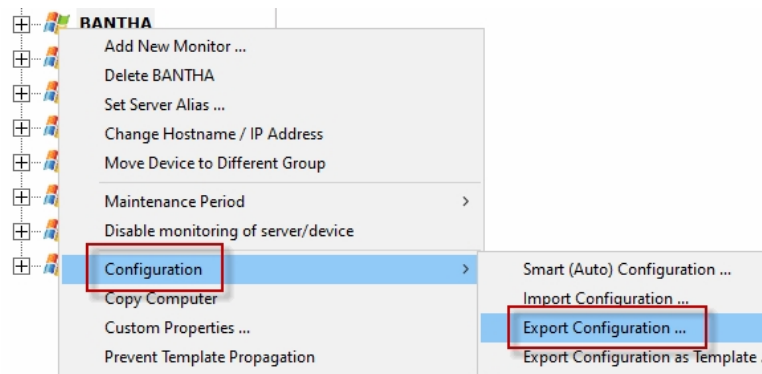 BANTHA
Add New Monitor ...
Delete BANTHA
Set Server Alias ...
Change Hostname / IP Address
Move Device to Different Group
Maintenance Period
Disable monitoring of server/device
Configuration
Smart (Auto) Configuration ...
Copy Computer
Import Configuration ...
Custom Properties ...
Export Configuration ...
Prevent Template Propagation
Export Configuration as Template .